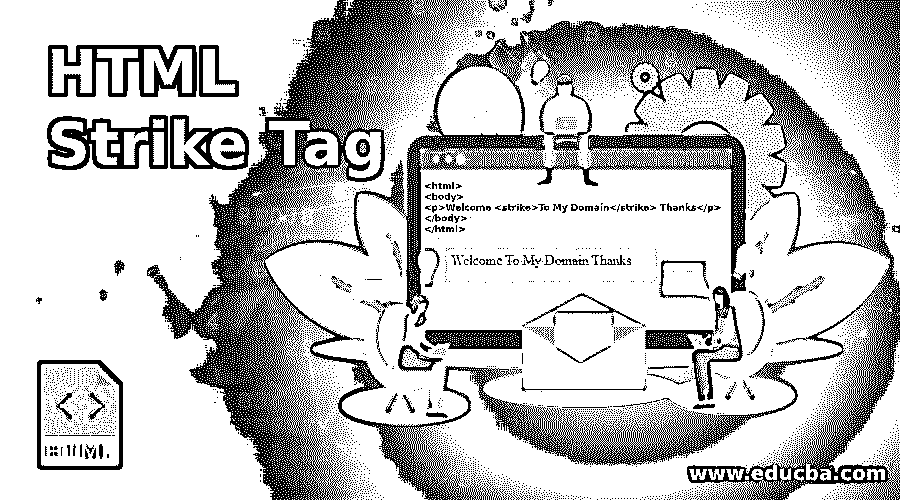 HTML
Strike Tag
<html>
<body>
<p>Welcome <strike>To My Domain</strike> Thanks</p>
</body>
</html>
Welcome To My Domain Thanks
HTML
www.educba.com